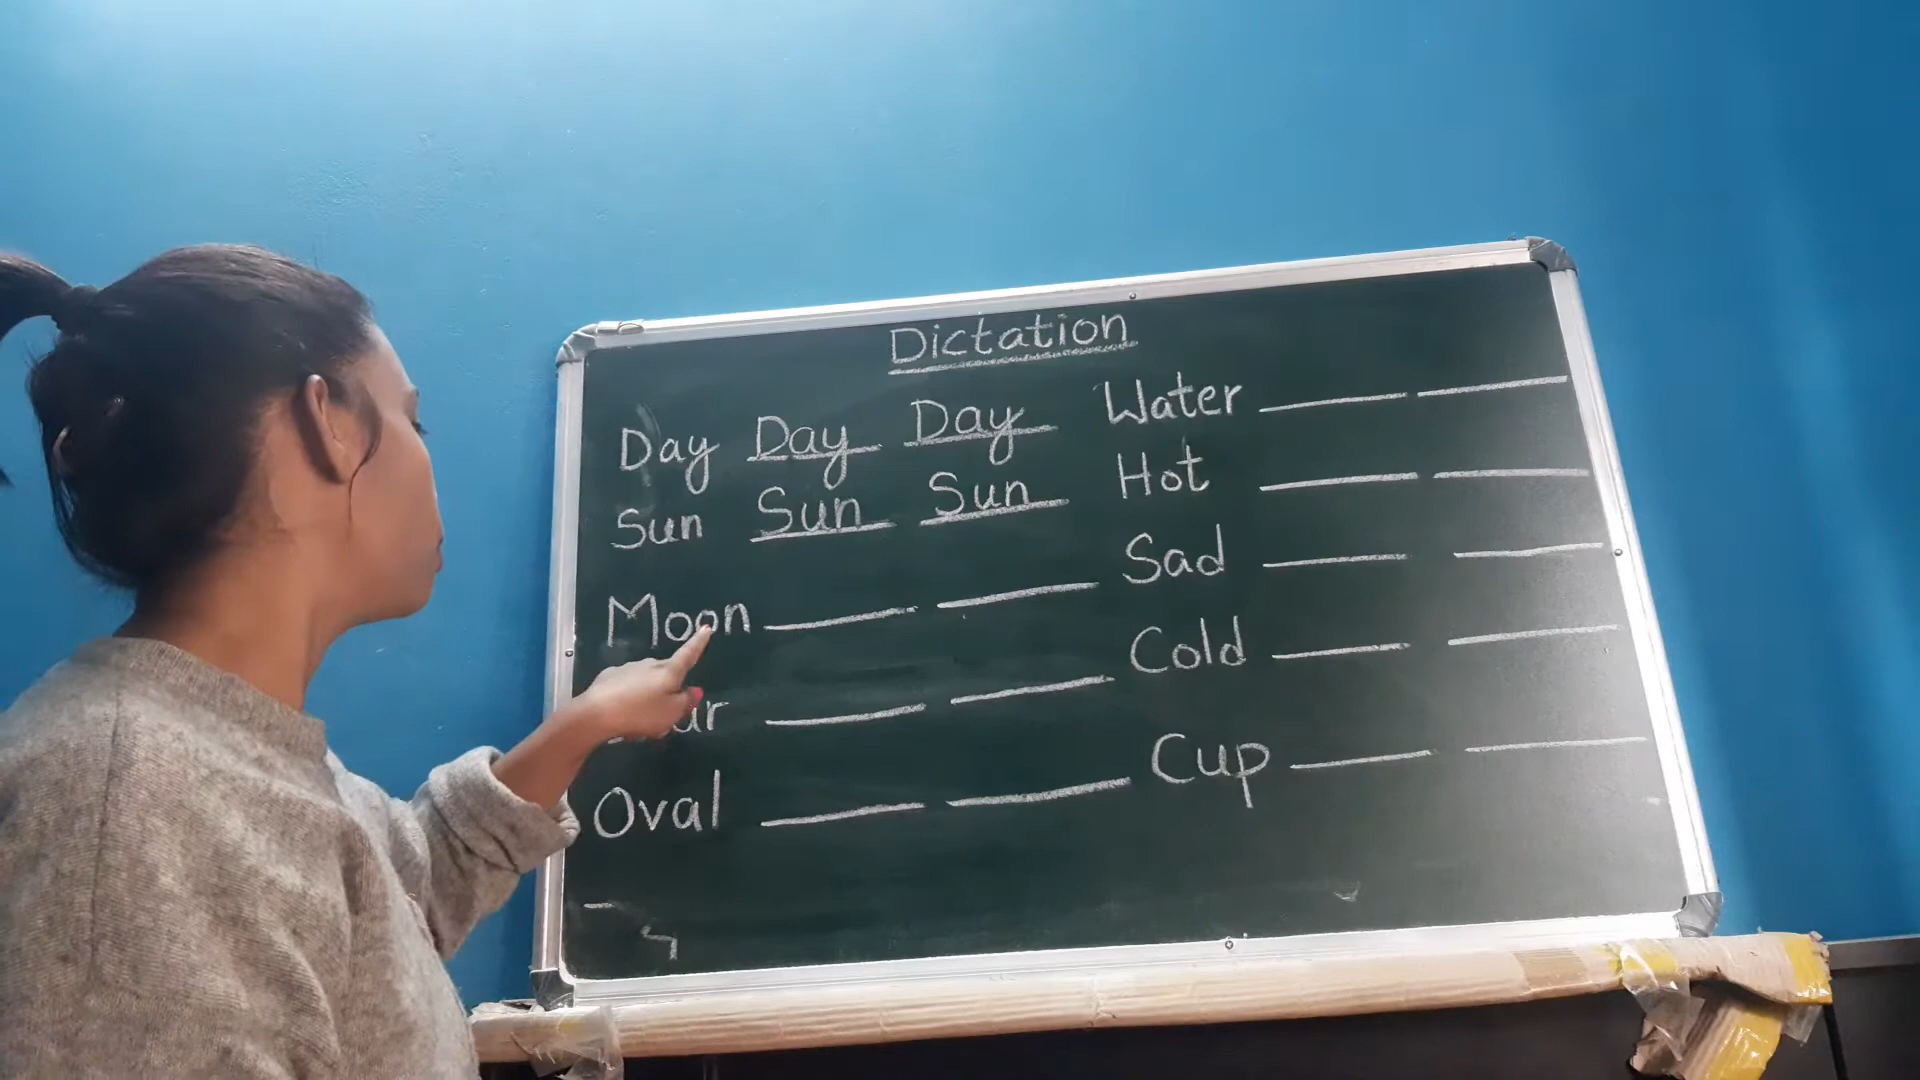 Dictation
Day Day Day
Sun Sun Sun
Moon
Oval
Water
Hot
Sad
Cold
Cup